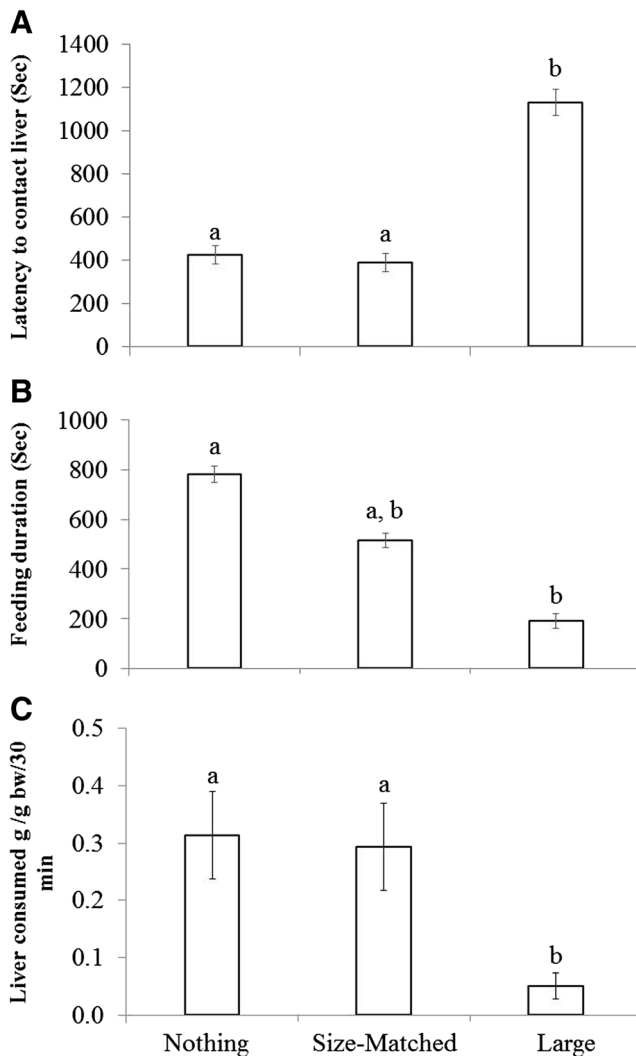 A
Latency to contact liver (Sec)
1400
1200
1000
800
600
400
200
0
a
a
b
B
Feeding duration (Sec)
1000
800
600
400
200
0
a
a, b
b
C
Liver consumed g /g bw/30
min
0.5
0.4
0.3
0.2
0.1
0.0
a
a
b
Nothing
Size-Matched
Large